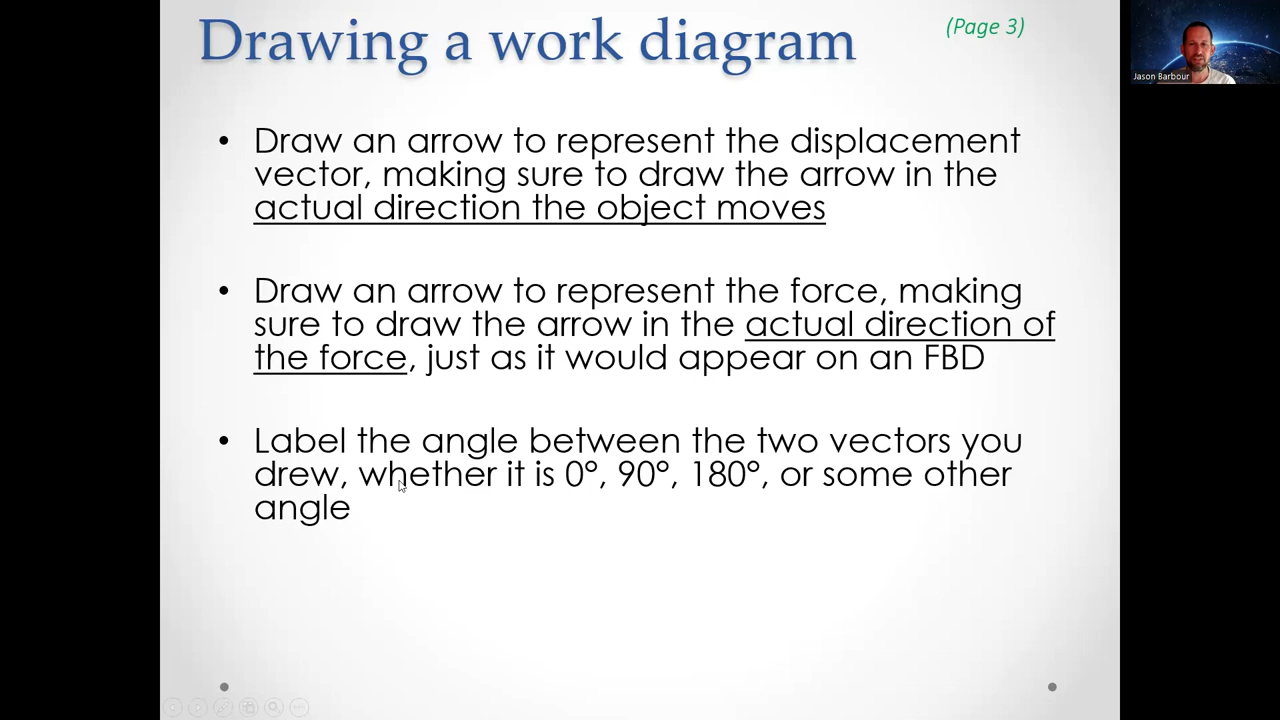 Drawing a work diagram
(Page 3)
Jason Barbour
• Draw an arrow to represent the displacement
vector, making sure to draw the arrow in the
actual direction the object moves
• Draw an arrow to represent the force, making
sure to draw the arrow in the actual direction of
the force, just as it would appear on an FBD
• Label the angle between the two vectors you
drew, whether it is 0°, 90°, 180°, or some other
angle